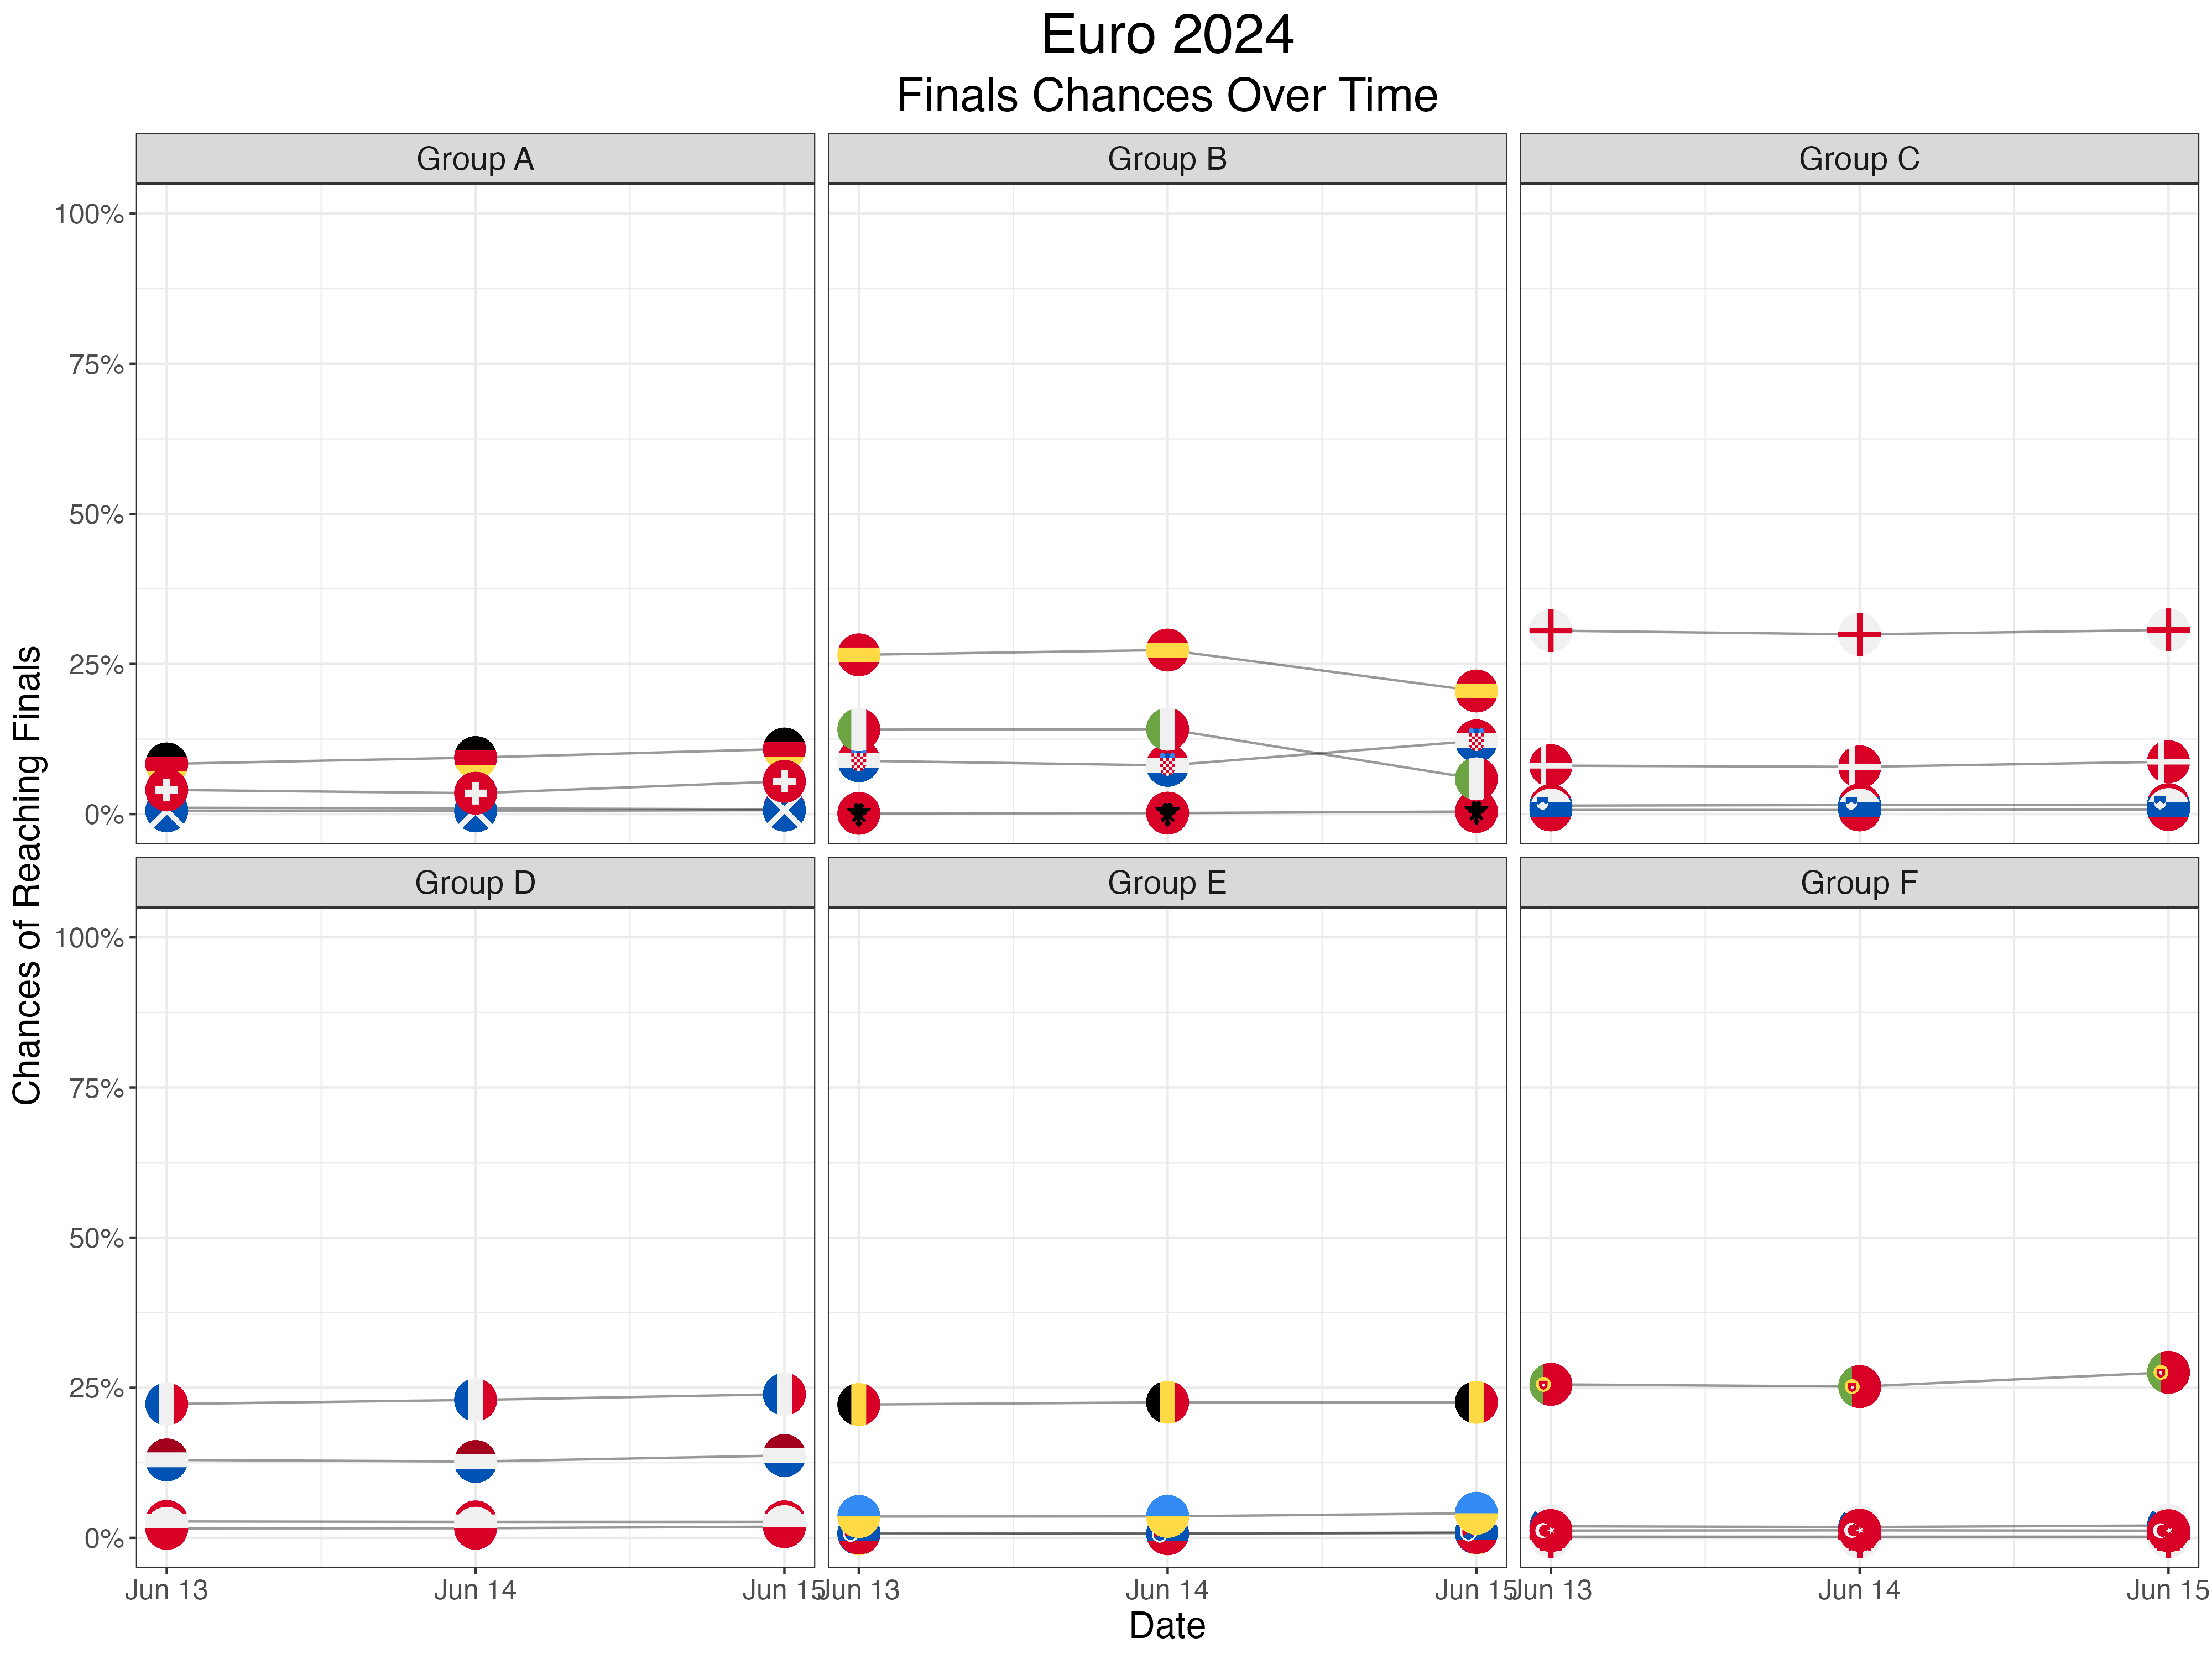 Euro 2024
Finals Chances Over Time
Group A
Group B
Group C
100%
75%
50%
25%
0%
Group D
Group E
Group F
100%
75%
50%
25%
0%
Jun 13
Jun 14
Jun 15
Jun 13
Jun 14
Jun 15
Jun 13
Jun 14
Jun 15
Date
Chances of Reaching Finals